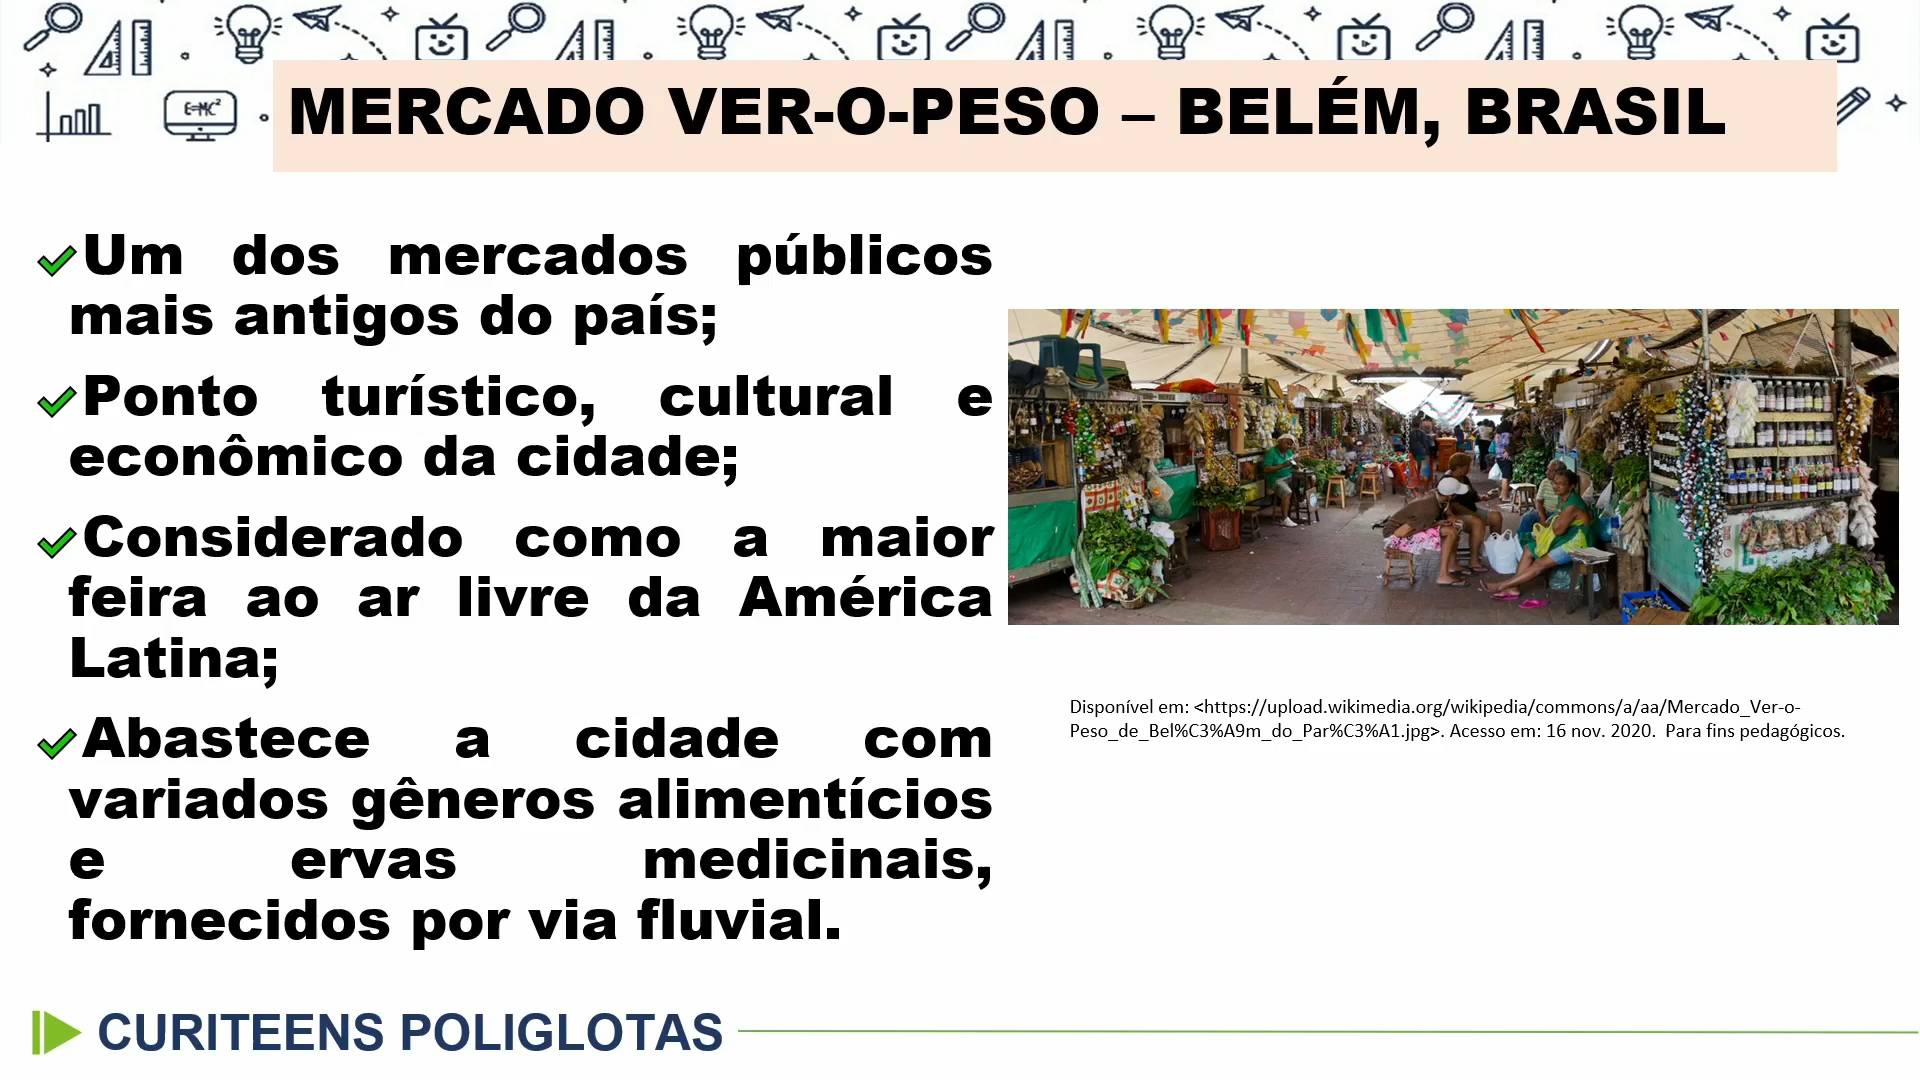 E=MC²
MERCADO VER-O-PESO – BELÉM, BRASIL
Um dos mercados públicos
mais antigos do país;
Ponto turístico, cultural e
econômico da cidade;
Considerado como a maior
feira ao ar livre da América
Latina;
Abastece a cidade com
variados gêneros alimentícios
e ervas medicinais,
fornecidos por via fluvial.
Disponível em: <https://upload.wikimedia.org/wikipedia/commons/a/aa/Mercado_Ver-o-
Peso_de_Bel%C3%A9m_do_Par%C3%A1.jpg>. Acesso em: 16 nov. 2020. Para fins pedagógicos.
CURITEENS POLIGLOTAS